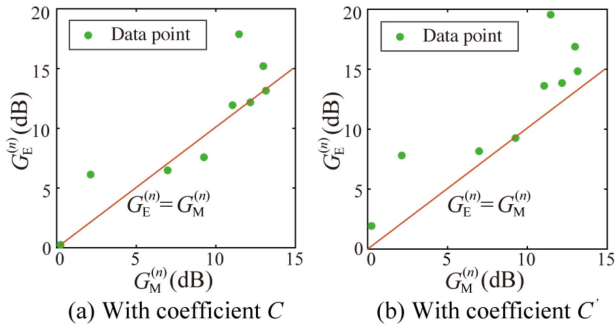 20
15
10
5
0
G_E^(n) (dB)
Data point
G_E^(n) = G_M^(n)
0 5 10 15
G_M^(n) (dB)
(a) With coefficient C
20
15
10
5
0
G_E^(n) (dB)
Data point
G_E^(n) = G_M^(n)
0 5 10 15
G_M^(n) (dB)
(b) With coefficient C'